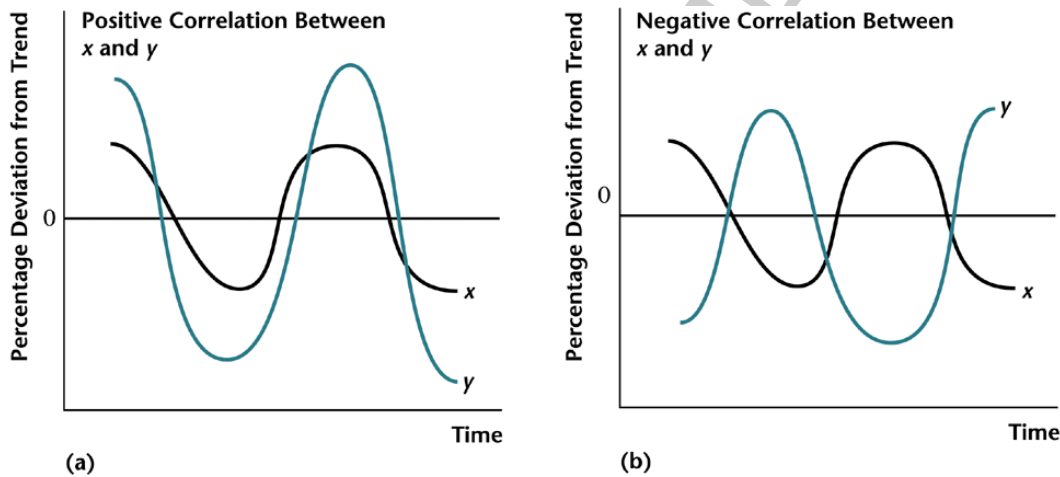 Positive Correlation Between
x and y
Percentage Deviation from Trend
0
x
y
Time
(a)
Negative Correlation Between
x and y
Percentage Deviation from Trend
0
y
x
Time
(b)